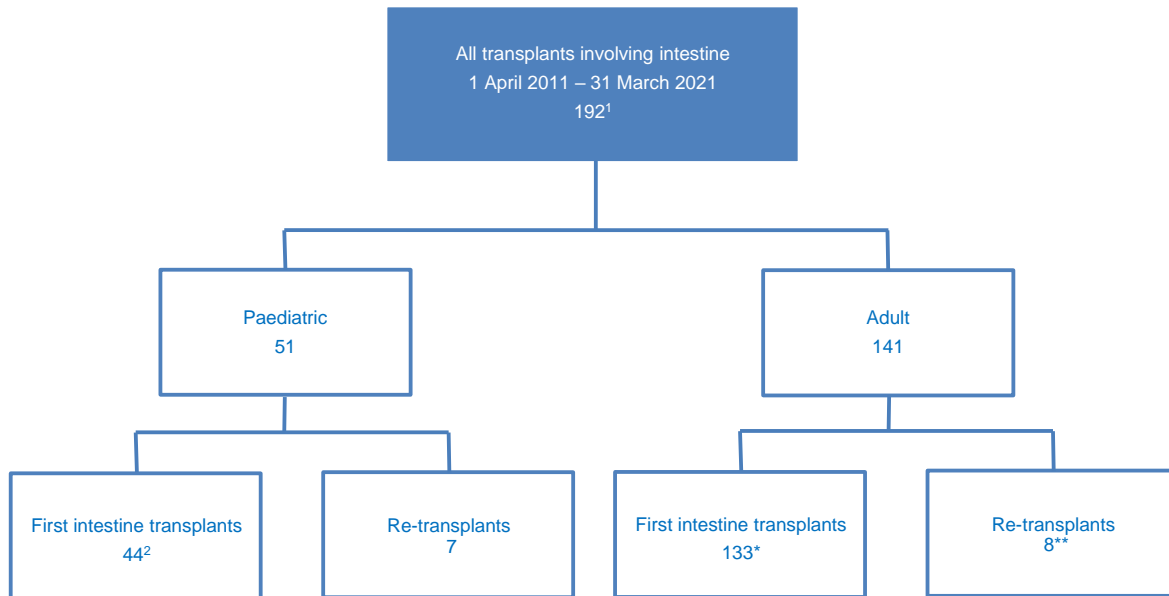 All transplants involving intestine
1 April 2011 – 31 March 2021
192¹
Paediatric
51
Adult
141
First intestine transplants
44²
Re-transplants
7
First intestine transplants
133*
Re-transplants
8**